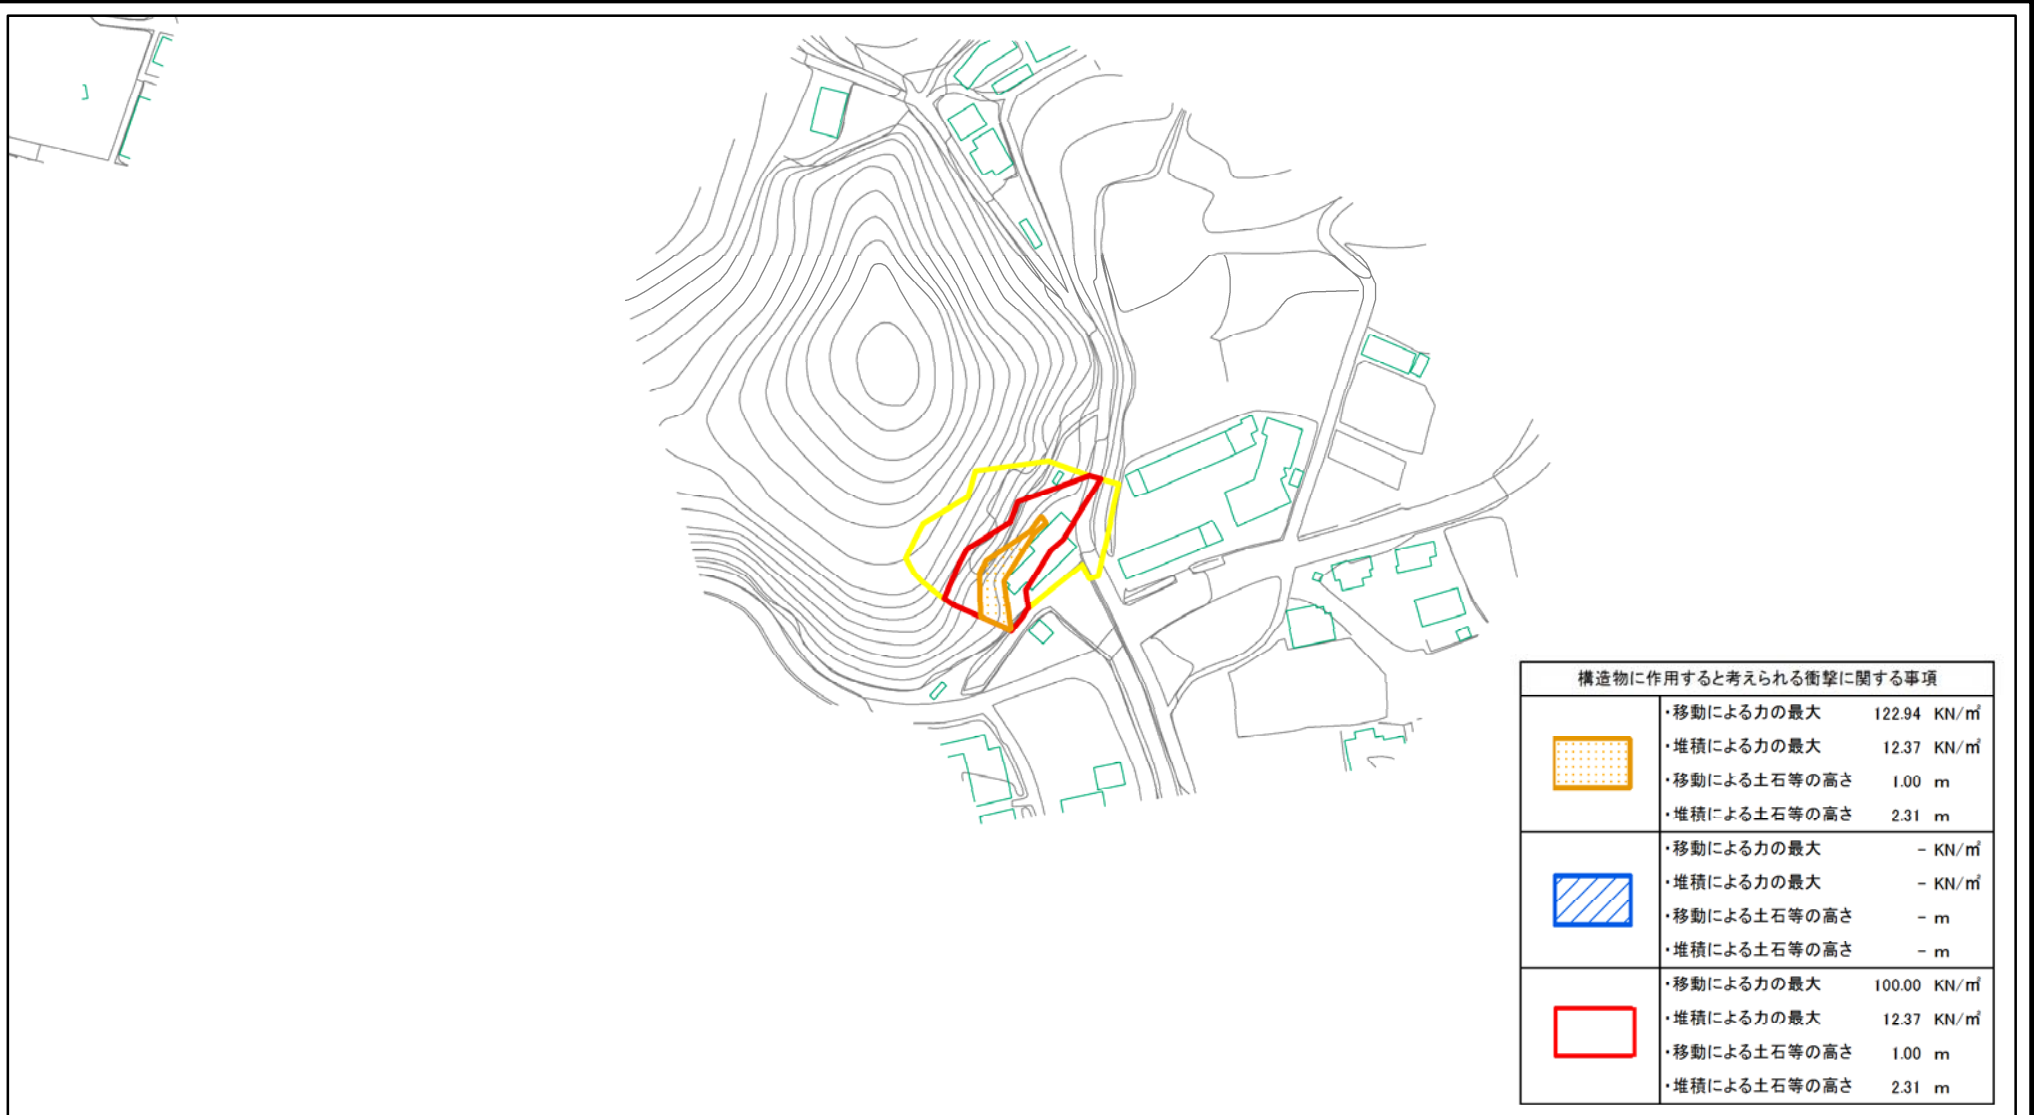 構造物に作用すると考えられる衝撃に関する事項
・移動による力の最大 122.94 KN/㎡
・堆積による力の最大 12.37 KN/㎡
・移動による土石等の高さ 1.00 m
・堆積による土石等の高さ 2.31 m
・移動による力の最大 - KN/㎡
・堆積による力の最大 - KN/㎡
・移動による土石等の高さ - m
・堆積による土石等の高さ - m
・移動による力の最大 100.00 KN/㎡
・堆積による力の最大 12.37 KN/㎡
・移動による土石等の高さ 1.00 m
・堆積による土石等の高さ 2.31 m